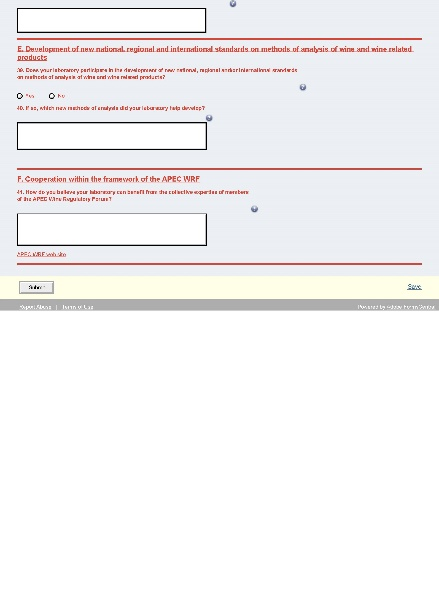 E. Development of new national, regional and international standards on methods of analysis of wine and wine related
products
39. Does your laboratory participate in the development of new national, regional and/or international standards
on methods of analysis of wine and wine related products?
Yes No
40. If so, which new methods of analysis did your laboratory help develop?
F. Cooperation within the framework of the APEC WRF
41. How do you believe your laboratory can benefit from the collective expertise of members
of the APEC Wine Regulatory Forum?
APEC WRF web site
Submit Save
Report Abuse | Terms of Use Powered by Adobe FormsCentral